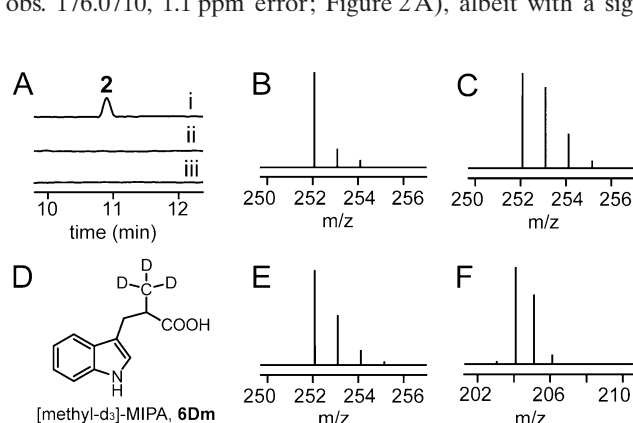 obs. 176.0710, 1.1 ppm error; Figure 2A), albeit with a sig
A
2
i
ii
iii
10 11 12
time (min)
B
250 252 254 256
m/z
C
250 252 254 256
m/z
D
D
D C D
COOH
N
H
[methyl-d3]-MIPA, 6Dm
E
250 252 254 256
m/z
F
202 206 210
m/z